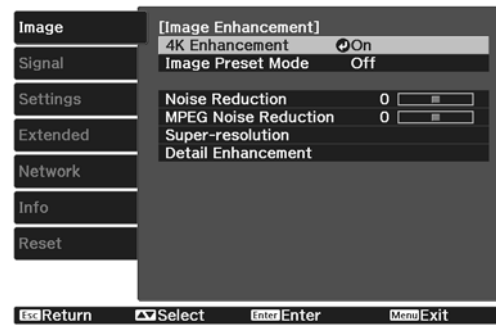 Image
Signal
Settings
Extended
Network
Info
Reset
[Image Enhancement]
4K Enhancement On
Image Preset Mode Off
Noise Reduction 0
MPEG Noise Reduction 0
Super-resolution
Detail Enhancement
Esc Return Select Enter Enter Menu Exit